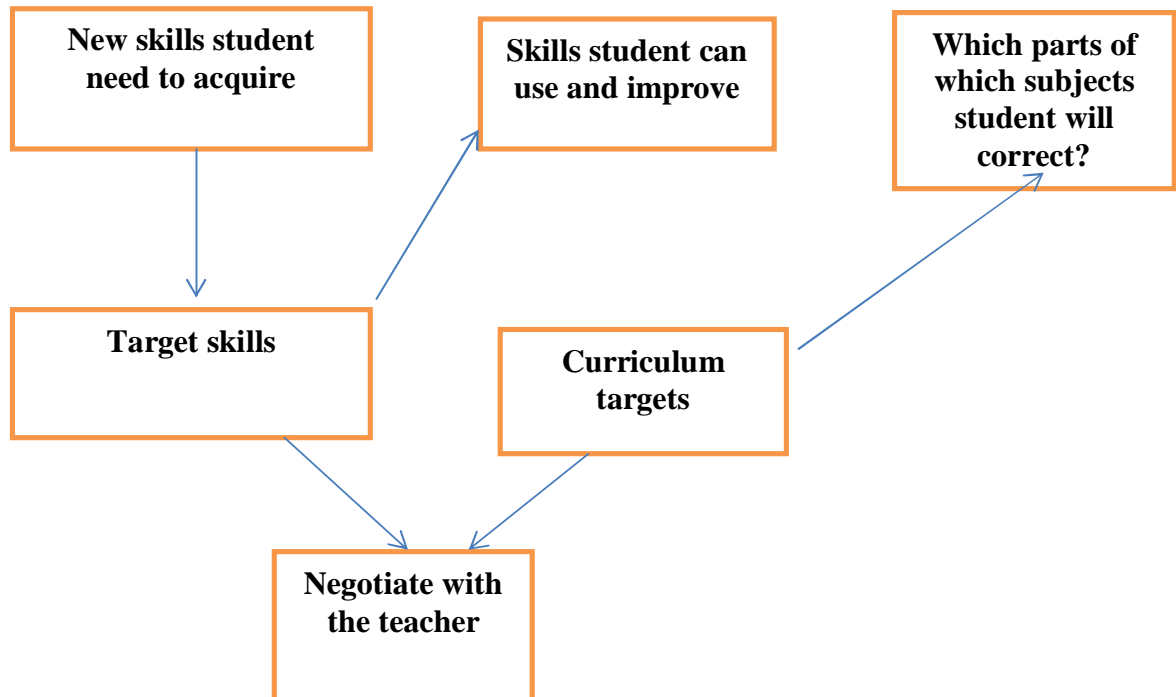 New skills student
need to acquire
Skills student can
use and improve
Which parts of
which subjects
student will
correct?
Target skills
Curriculum
targets
Negotiate with
the teacher